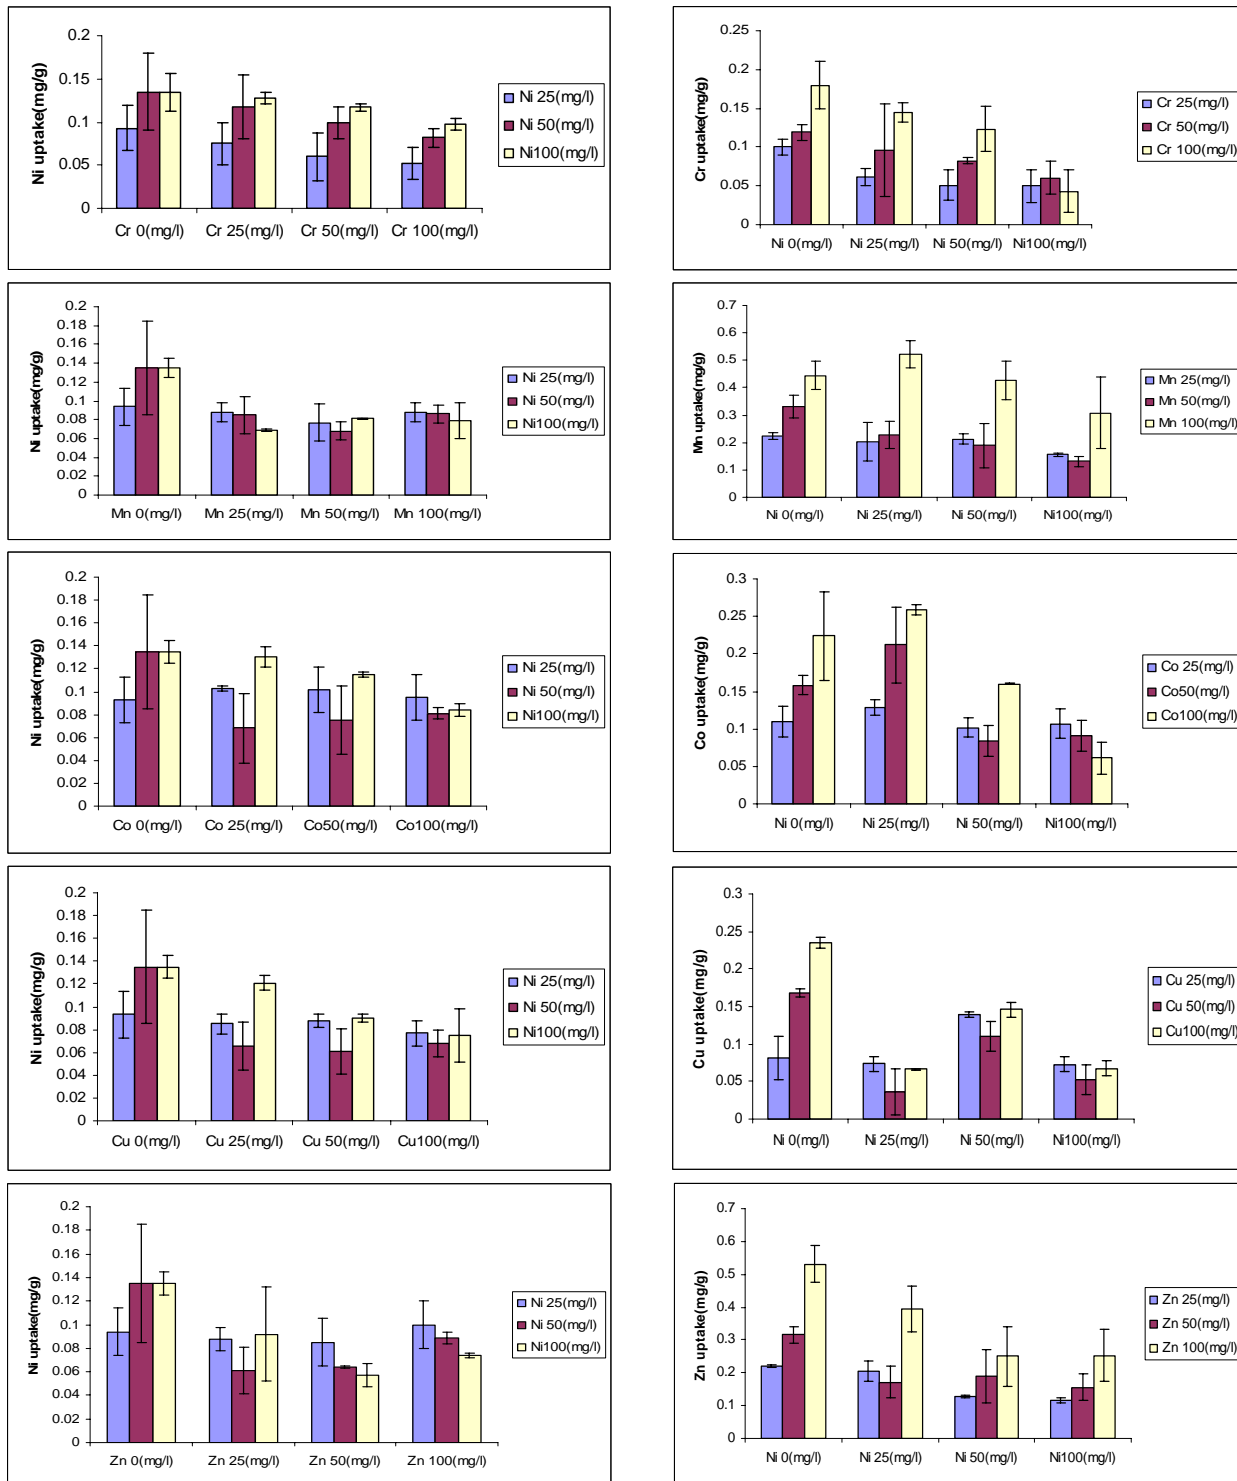 0.2
0.15
0.1
0.05
0
Ni uptake(mg/g)
Cr 0(mg/l) Cr 25(mg/l) Cr 50(mg/l) Cr 100(mg/l)
Ni 25(mg/l)
Ni 50(mg/l)
Ni100(mg/l)
0.25
0.2
0.15
0.1
0.05
0
Cr uptake(mg/g)
Ni 0(mg/l) Ni 25(mg/l) Ni 50(mg/l) Ni100(mg/l)
Cr 25(mg/l)
Cr 50(mg/l)
Cr 100(mg/l)
0.2
0.18
0.16
0.14
0.12
0.1
0.08
0.06
0.04
0.02
0
Ni uptake(mg/g)
Mn 0(mg/l) Mn 25(mg/l) Mn 50(mg/l) Mn 100(mg/l)
Ni 25(mg/l)
Ni 50(mg/l)
Ni100(mg/l)
0.7
0.6
0.5
0.4
0.3
0.2
0.1
0
Mn uptake(mg/g)
Ni 0(mg/l) Ni 25(mg/l) Ni 50(mg/l) Ni100(mg/l)
Mn 25(mg/l)
Mn 50(mg/l)
Mn 100(mg/l)
0.2
0.18
0.16
0.14
0.12
0.1
0.08
0.06
0.04
0.02
0
Ni uptake(mg/g)
Co 0(mg/l) Co 25(mg/l) Co50(mg/l) Co100(mg/l)
Ni 25(mg/l)
Ni 50(mg/l)
Ni100(mg/l)
0.3
0.25
0.2
0.15
0.1
0.05
0
Co uptake(mg/g)
Ni 0(mg/l) Ni 25(mg/l) Ni 50(mg/l) Ni100(mg/l)
Co 25(mg/l)
Co50(mg/l)
Co100(mg/l)
0.2
0.18
0.16
0.14
0.12
0.1
0.08
0.06
0.04
0.02
0
Ni uptake(mg/g)
Cu 0(mg/l) Cu 25(mg/l) Cu 50(mg/l) Cu100(mg/l)
Ni 25(mg/l)
Ni 50(mg/l)
Ni100(mg/l)
0.3
0.25
0.2
0.15
0.1
0.05
0
Cu uptake(mg/g)
Ni 0(mg/l) Ni 25(mg/l) Ni 50(mg/l) Ni100(mg/l)
Cu 25(mg/l)
Cu 50(mg/l)
Cu100(mg/l)
0.2
0.18
0.16
0.14
0.12
0.1
0.08
0.06
0.04
0.02
0
Ni uptake(mg/g)
Zn 0(mg/l) Zn 25(mg/l) Zn 50(mg/l) Zn 100(mg/l)
Ni 25(mg/l)
Ni 50(mg/l)
Ni100(mg/l)
0.7
0.6
0.5
0.4
0.3
0.2
0.1
0
Zn uptake(mg/g)
Ni 0(mg/l) Ni 25(mg/l) Ni 50(mg/l) Ni100(mg/l)
Zn 25(mg/l)
Zn 50(mg/l)
Zn 100(mg/l)